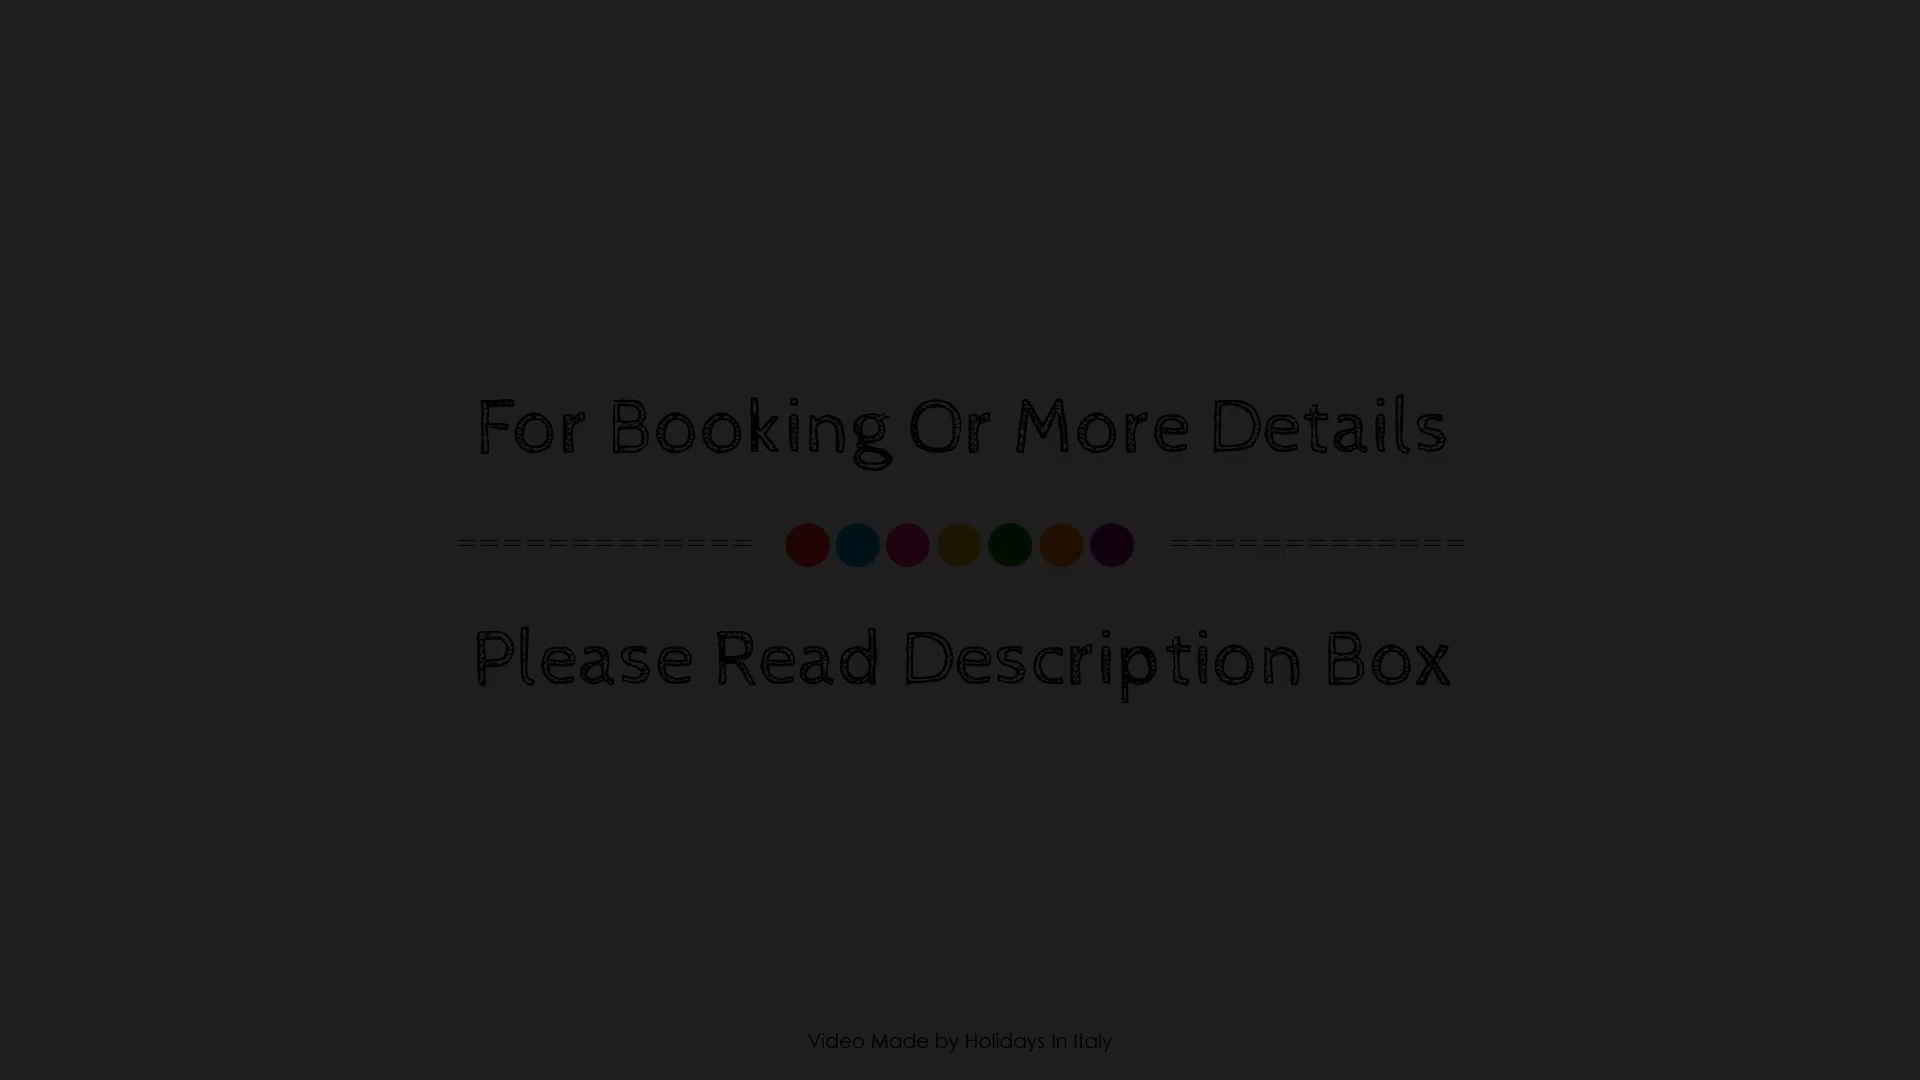 For Booking Or More Details
============= =============
Please Read Description Box
Video Made by Holidays In Italy